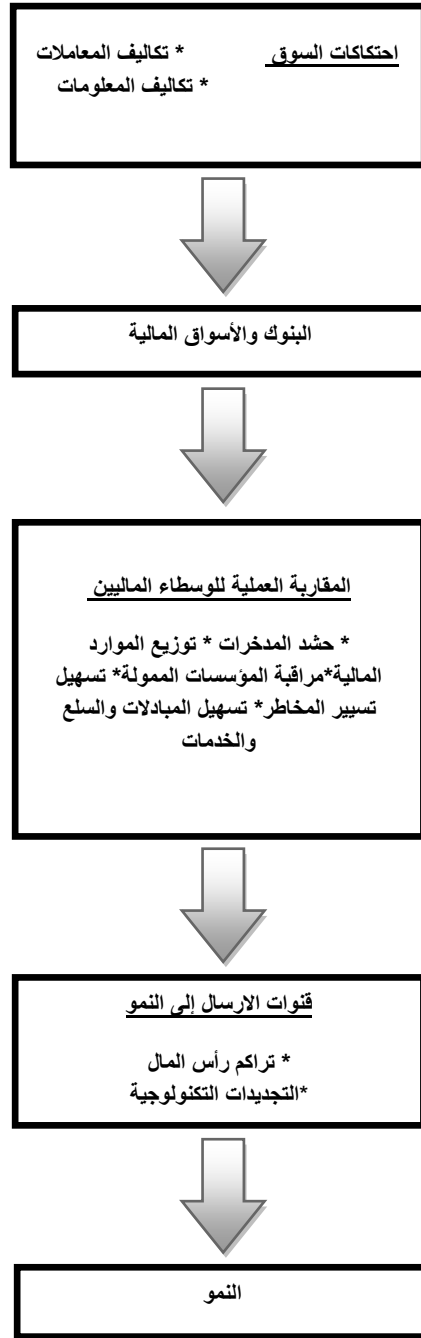 احتكاكات السوق * تكاليف المعاملات
* تكاليف المعلومات
البنوك والأسواق المالية
المقاربة العملية للوسطاء الماليين
* حشد المدخرات * توزيع الموارد
المالية*مراقبة المؤسسات الممولة* تسهيل
تسيير المخاطر* تسهيل المبادلات والسلع
والخدمات
قنوات الارسال إلى النمو
* تراكم رأس المال
*التجديدات التكنولوجية
النمو